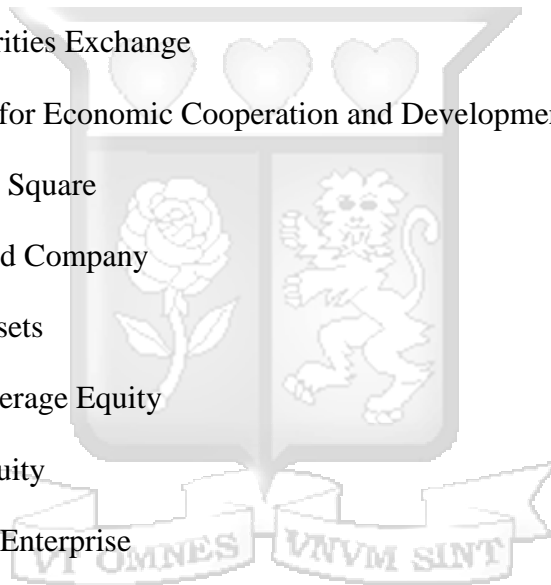 rities Exchange
for Economic Cooperation and Developmen
Square
d Company
sets
erage Equity
uity
Enterprise
VT OMNES VNVM SINT